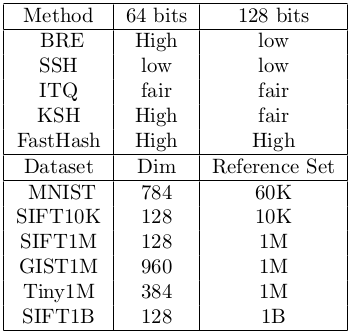 Method 64 bits 128 bits
BRE High low
SSH low low
ITQ fair fair
KSH High fair
FastHash High High
Dataset Dim Reference Set
MNIST 784 60K
SIFT10K 128 10K
SIFT1M 128 1M
GIST1M 960 1M
Tiny1M 384 1M
SIFT1B 128 1B